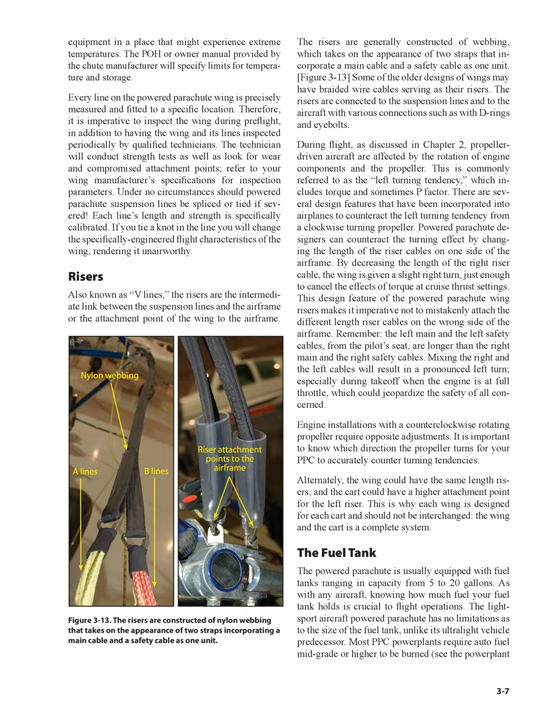 equipment in a place that might experience extreme
temperatures. The POH or owner manual provided by
the chute manufacturer will specify limits for tempera-
ture and storage.
Every line on the powered parachute wing is precisely
measured and fitted to a specific location. Therefore,
it is imperative to inspect the wing during preflight,
in addition to having the wing and its lines inspected
periodically by qualified technicians. The technician
will conduct strength tests as well as look for wear
and compromised attachment points; refer to your
wing manufacturer's specifications for inspection
parameters. Under no circumstances should powered
parachute suspension lines be spliced or tied if sev-
ered! Each line's length and strength is specifically
calibrated. If you tie a knot in the line you will change
the specifically-engineered flight characteristics of the
wing, rendering it unairworthy.
Risers
Also known as “V lines,” the risers are the intermedi-
ate link between the suspension lines and the airframe
or the attachment point of the wing to the airframe.
Nylon webbing
A lines
B lines
Riser attachment
points to the
airframe
Figure 3-13. The risers are constructed of nylon webbing
that takes on the appearance of two straps incorporating a
main cable and a safety cable as one unit.
The risers are generally constructed of webbing,
which takes on the appearance of two straps that in-
corporate a main cable and a safety cable as one unit.
[Figure 3-13] Some of the older designs of wings may
have braided wire cables serving as their risers. The
risers are connected to the suspension lines and to the
aircraft with various connections such as with D-rings
and eyebolts.
During flight, as discussed in Chapter 2, propeller-
driven aircraft are affected by the rotation of engine
components and the propeller. This is commonly
referred to as the “left turning tendency,” which in-
cludes torque and sometimes P factor. There are sev-
eral design features that have been incorporated into
airplanes to counteract the left turning tendency from
a clockwise turning propeller. Powered parachute de-
signers can counteract the turning effect by chang-
ing the length of the riser cables on one side of the
airframe. By decreasing the length of the right riser
cable, the wing is given a slight right turn, just enough
to cancel the effects of torque at cruise thrust settings.
This design feature of the powered parachute wing
risers makes it imperative not to mistakenly attach the
different length riser cables on the wrong side of the
airframe. Remember: the left main and the left safety
cables, from the pilot's seat, are longer than the right
main and the right safety cables. Mixing the right and
the left cables will result in a pronounced left turn;
especially during takeoff when the engine is at full
throttle, which could jeopardize the safety of all con-
cerned.
Engine installations with a counterclockwise rotating
propeller require opposite adjustments. It is important
to know which direction the propeller turns for your
PPC to accurately counter turning tendencies.
Alternately, the wing could have the same length ris-
ers, and the cart could have a higher attachment point
for the left riser. This is why each wing is designed
for each cart and should not be interchanged: the wing
and the cart is a complete system.
The Fuel Tank
The powered parachute is usually equipped with fuel
tanks ranging in capacity from 5 to 20 gallons. As
with any aircraft, knowing how much fuel your fuel
tank holds is crucial to flight operations. The light-
sport aircraft powered parachute has no limitations as
to the size of the fuel tank, unlike its ultralight vehicle
predecessor. Most PPC powerplants require auto fuel
mid-grade or higher to be burned (see the powerplant
3-7